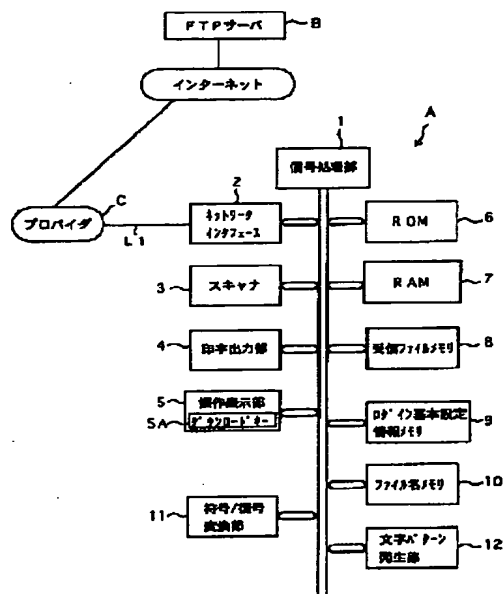 FTPサーバ
B
インターネット
1
A
信号処理部
C
プロバイダ
L1
2
ネットワーク
インタフェース
ROM
6
3
スキャナ
RAM
7
4
印字出力部
受信ファイルメモリ
8
5
操作表示部
5A
ダウンロードキー
ログイン基本設定
情報メモリ
9
ファイル名メモリ
10
11
符号/信号
変換部
文字パターン
発生部
12